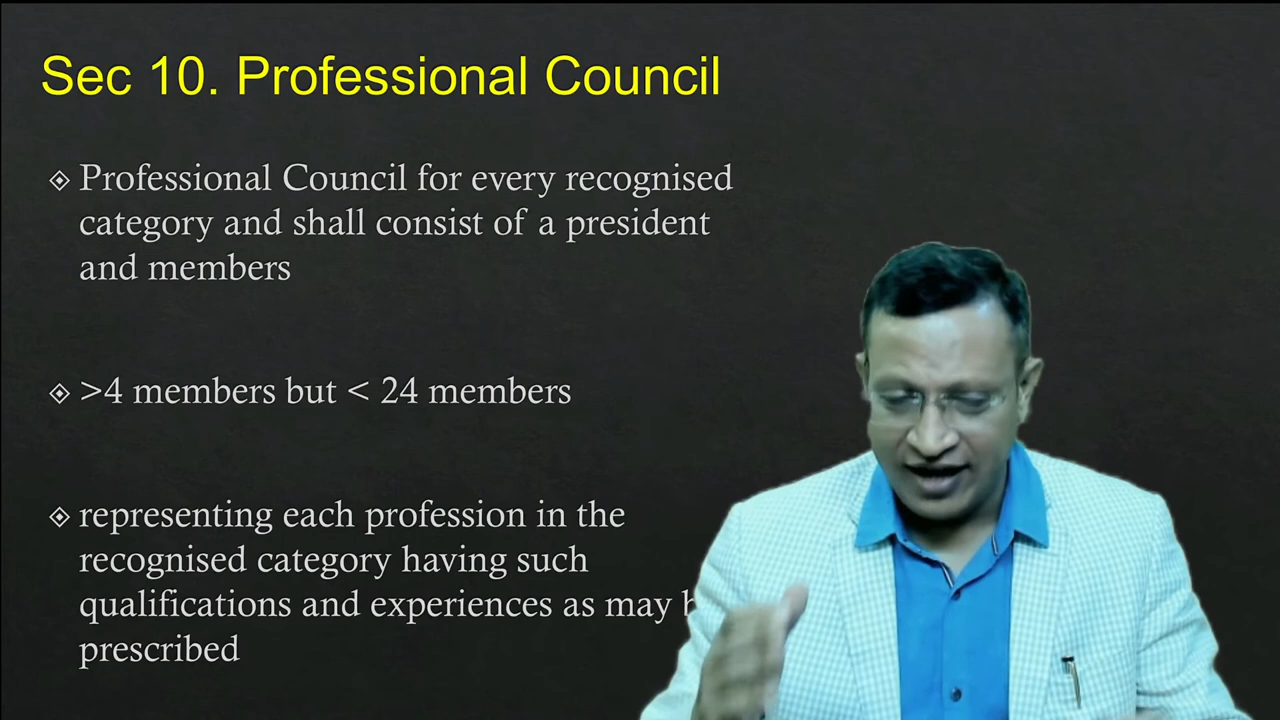 Sec 10. Professional Council
Professional Council for every recognised
category and shall consist of a president
and members
>4 members but < 24 members
representing each profession in the
recognised category having such
qualifications and experiences as may
prescribed